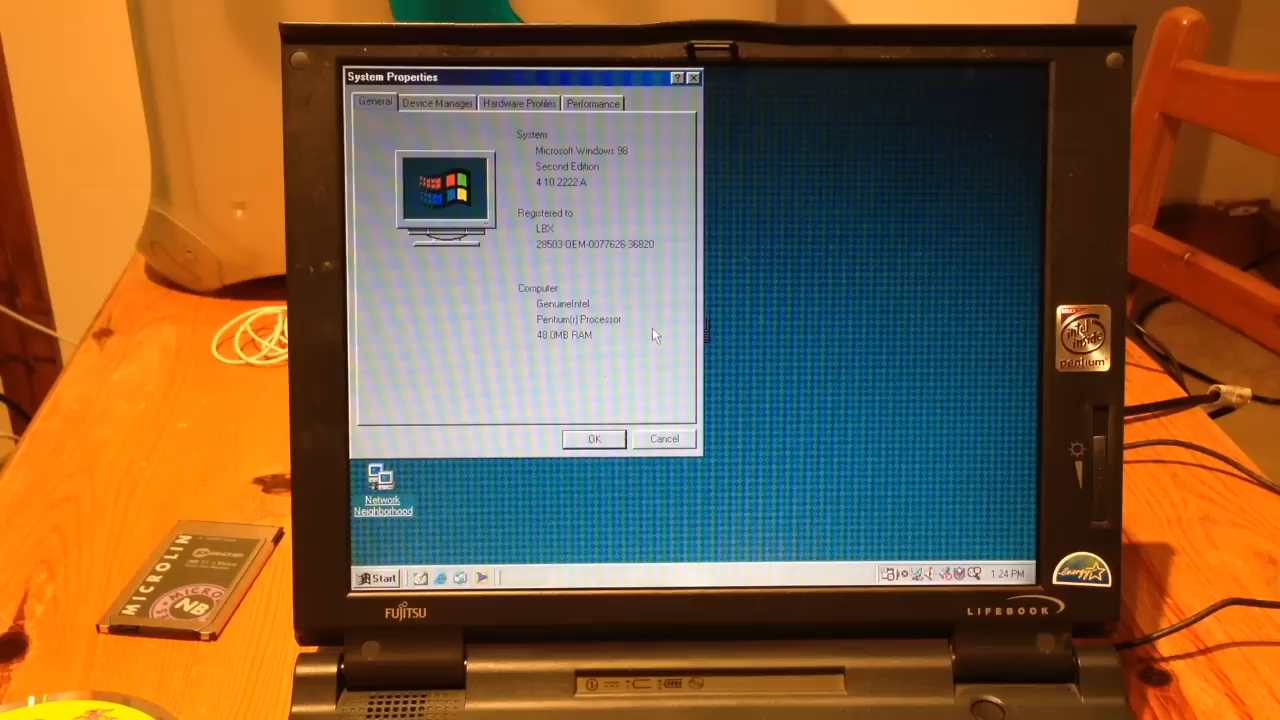 System Properties
General
Device Manager
Hardware Profiles
Performance
System
Microsoft Windows 98
Second Edition
4.10.2222 A
Registered to:
LBX
28503-OEM-0077626-36820
Computer
GenuineIntel
Pentium(r) Processor
48.0MB RAM
OK
Cancel
Network
Neighborhood
Start
1:24 PM
FUJITSU
LIFEBOOK
intel
inside
pentium
energy
MICROLIN
MICRO
NB